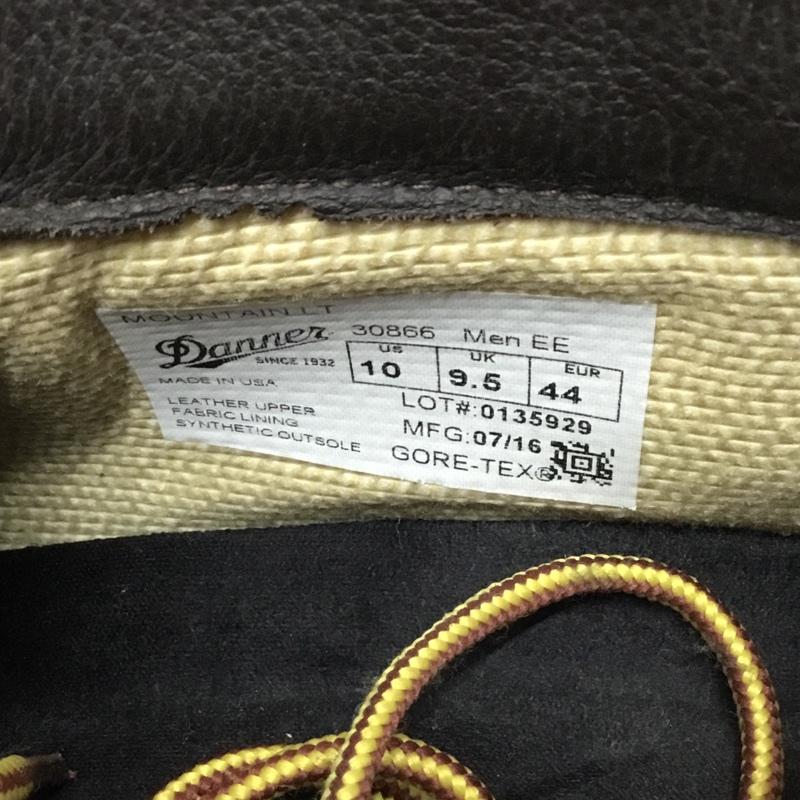 MOUNTAIN LT
Danner 30866 Men EE
SINCE 1932
US UK EUR
10 9.5 44
MADE IN USA
LOT#:0135929
LEATHER UPPER
FABRIC LINING
SYNTHETIC OUTSOLE
MFG:07/16
GORE-TEX®